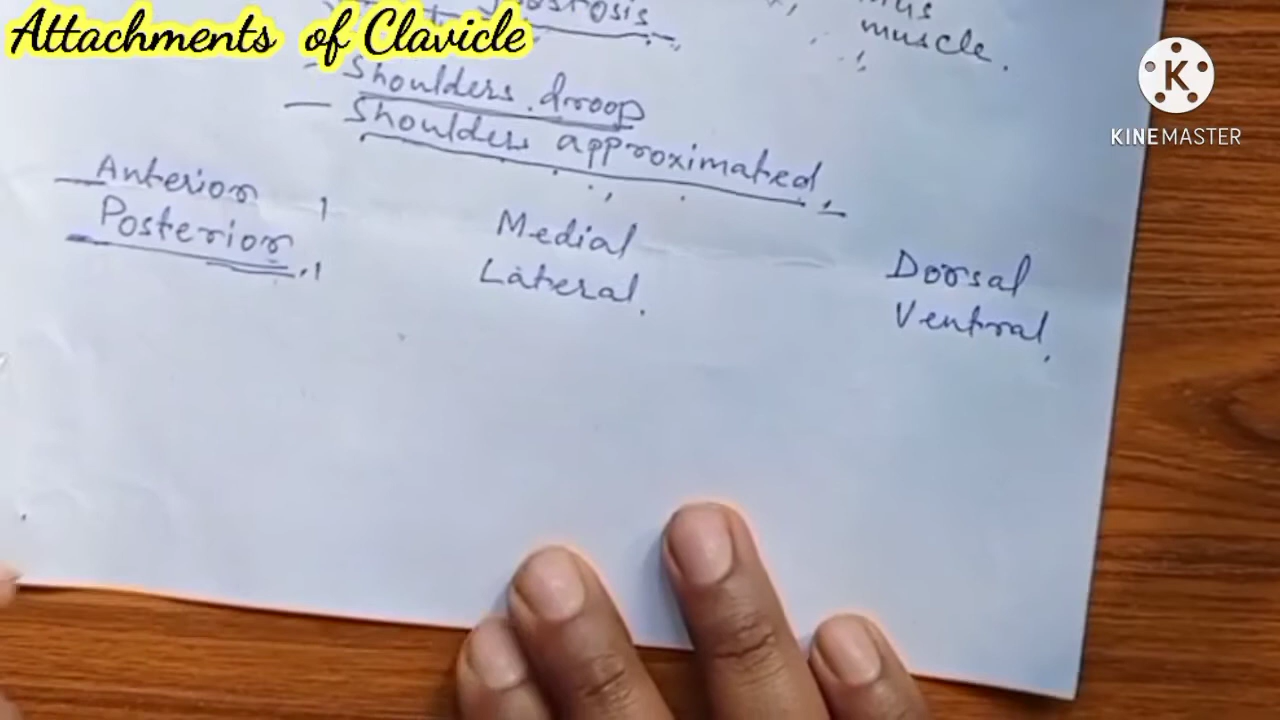 Attachments of Clavicle
muscle.
Shoulders droop
Shoulders approximated.
Anterior
Posterior
Medial
Lateral.
Dorsal
Ventral,
K
KINEMASTER